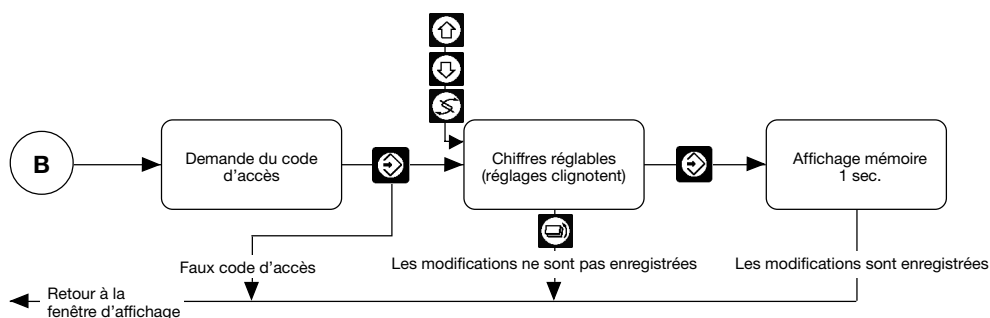 B
Demande du code
d'accès
Chiffres réglables
(réglages clignotent)
Affichage mémoire
1 sec.
Faux code d'accès
Les modifications ne sont pas enregistrées
Les modifications sont enregistrées
Retour à la
fenêtre d'affichage